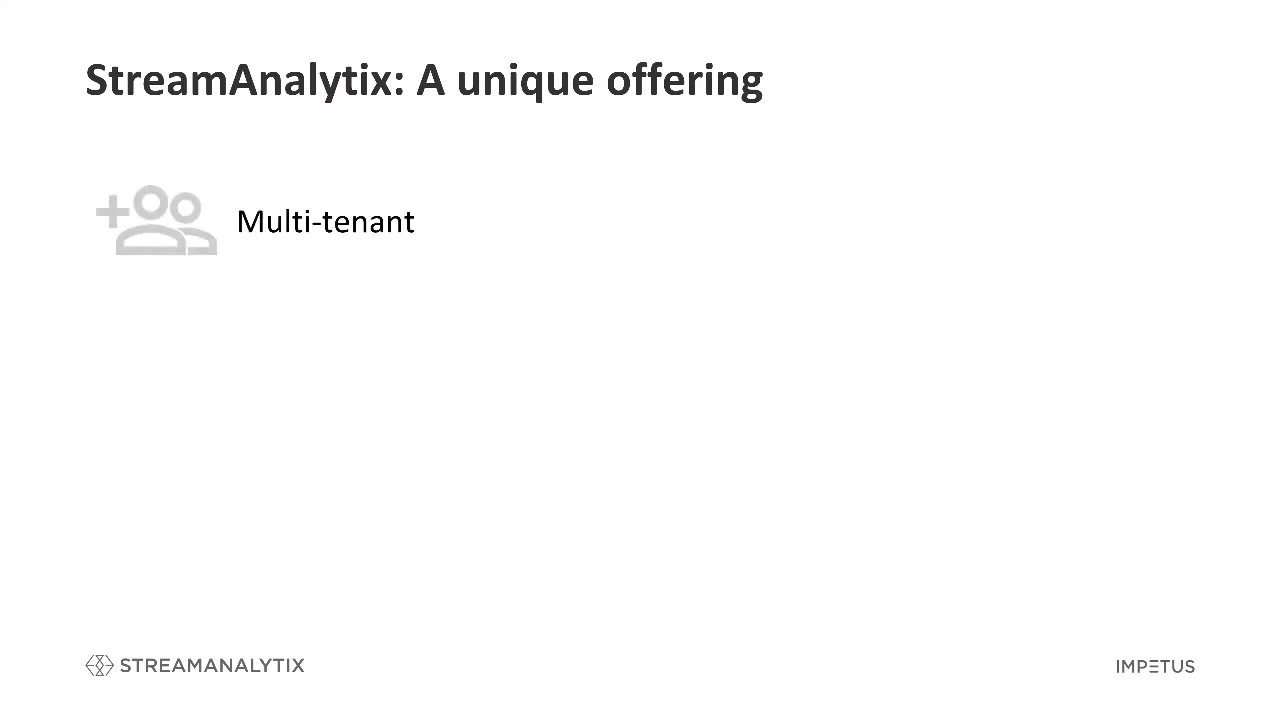 StreamAnalytix: A unique offering
Multi-tenant
STREAMANALYTIX
IMPETUS